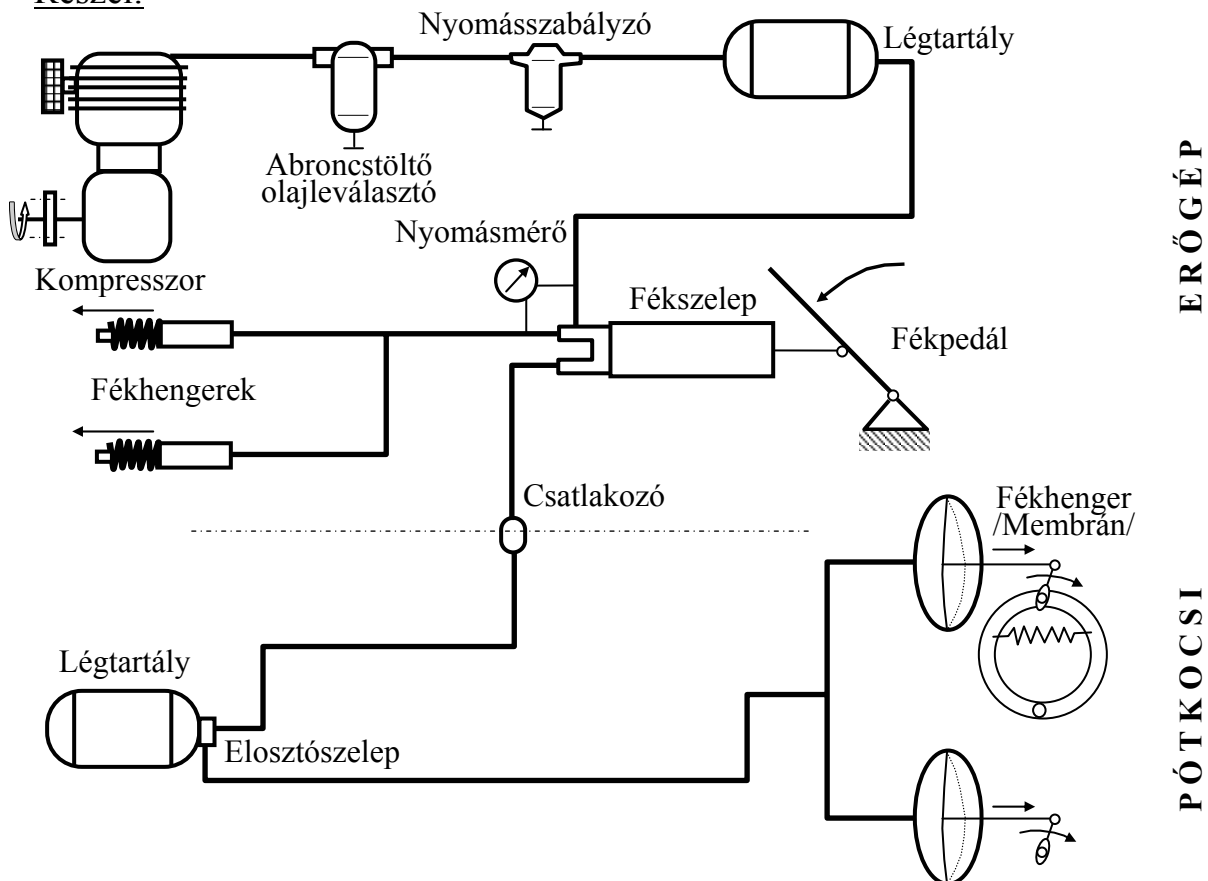 Részei:
Nyomásszabályzó
Légtartály
Abroncstöltő
olajleválasztó
Nyomásmérő
Kompresszor
Fékszelep
Fékpedál
Fékhengerek
Csatlakozó
Fékhenger
/Membrán/
Légtartály
Elosztószelep
ERŐGÉP
PÓTKOCSI